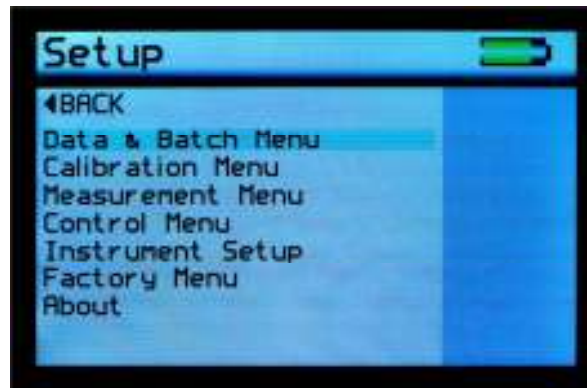 Setup
◀BACK
Data & Batch Menu
Calibration Menu
Measurement Menu
Control Menu
Instrument Setup
Factory Menu
About